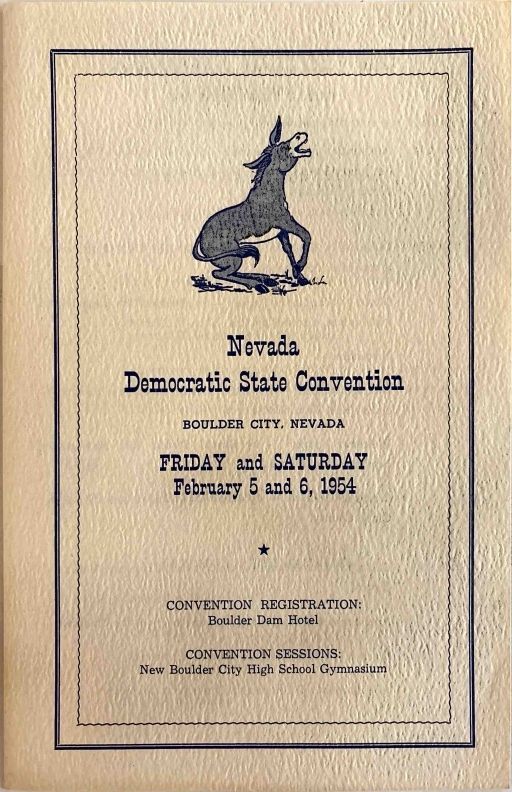 Nevada
Democratic State Convention
BOULDER CITY, NEVADA
FRIDAY and SATURDAY
February 5 and 6, 1954
CONVENTION REGISTRATION:
Boulder Dam Hotel
CONVENTION SESSIONS:
New Boulder City High School Gymnasium